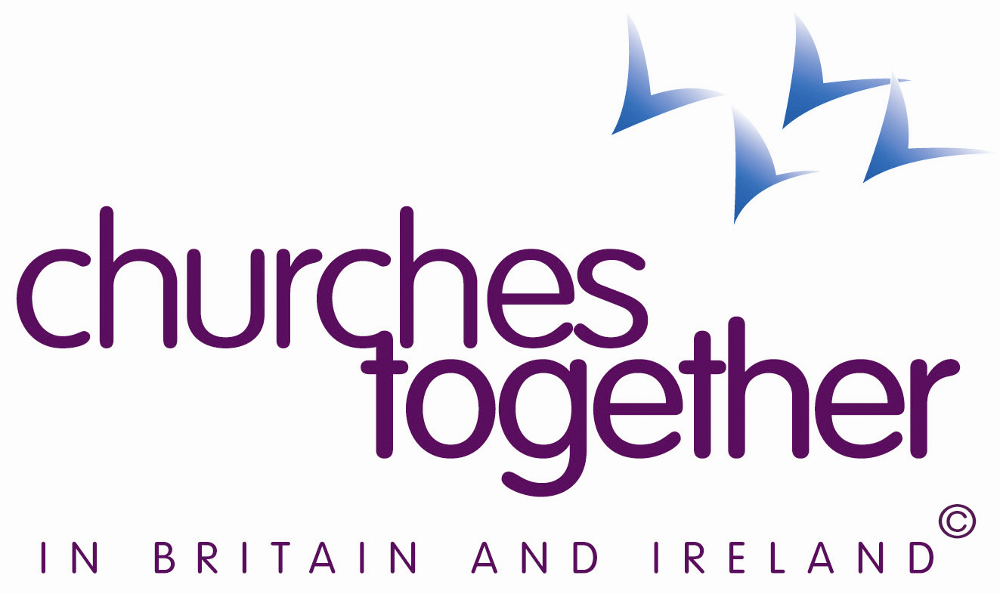 churches
together
IN BRITAIN AND IRELAND©